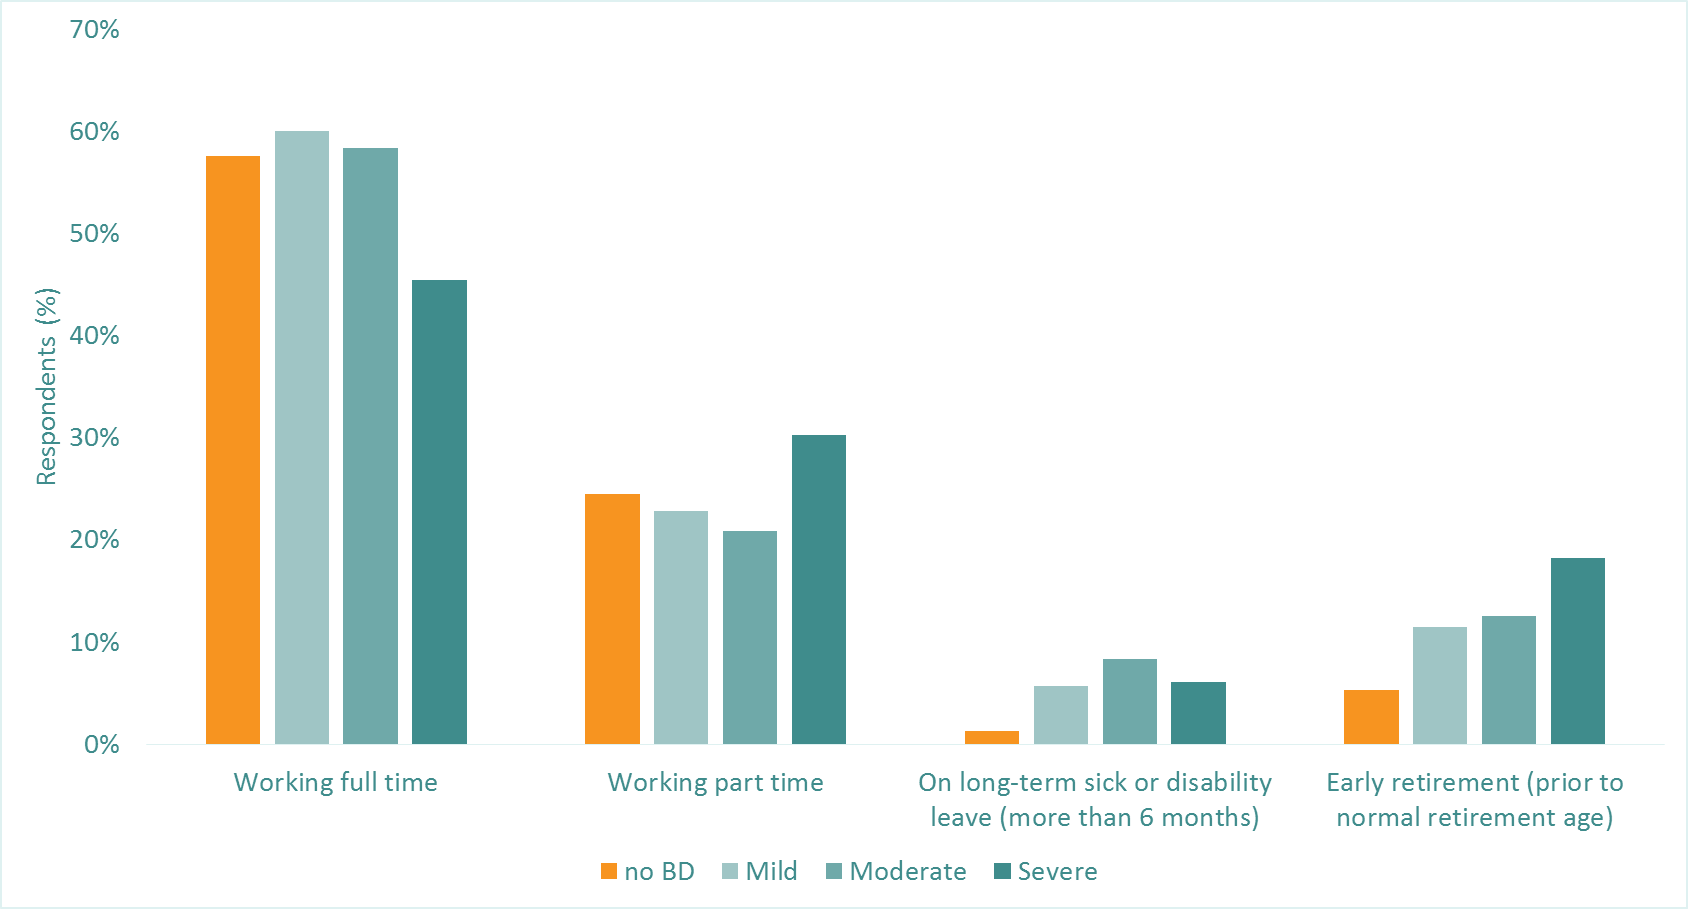 70%
60%
50%
40%
30%
20%
10%
0%
Respondents (%)
Working full time
Working part time
On long-term sick or disability
leave (more than 6 months)
Early retirement (prior to
normal retirement age)
no BD
Mild
Moderate
Severe